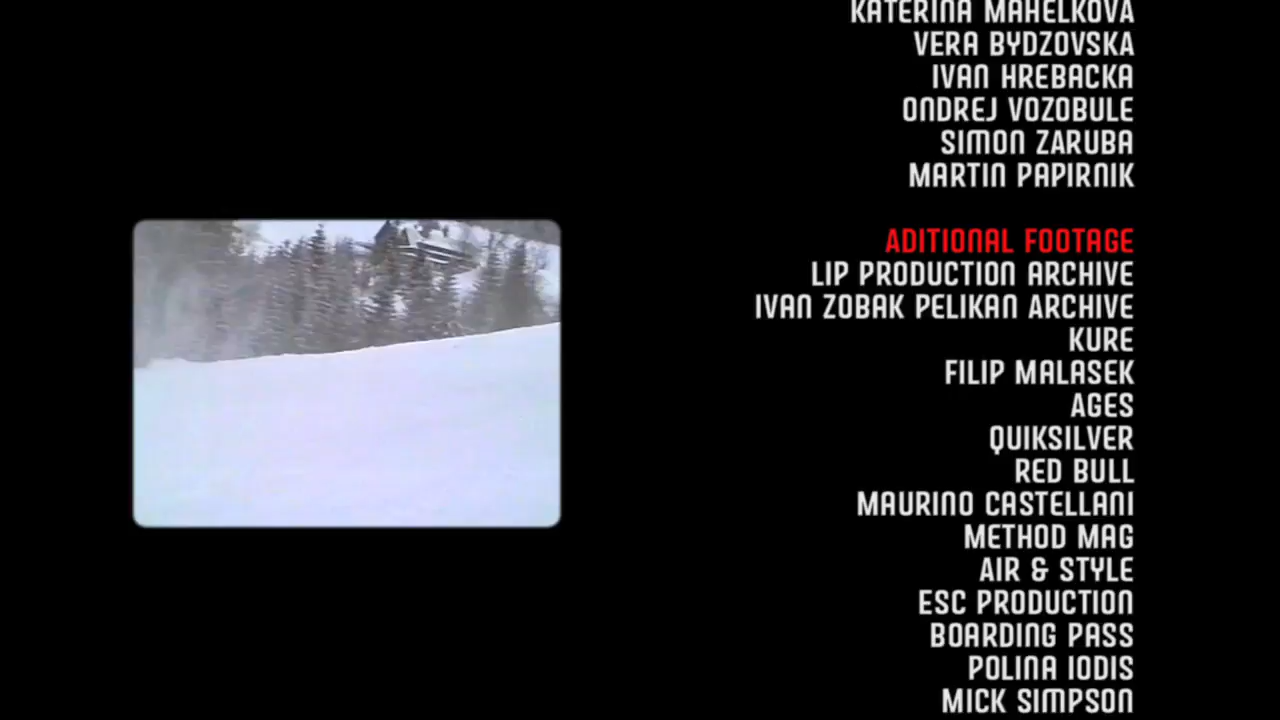 KATERINA MAHELKOVA
VERA BYDZOVSKA
IVAN HREBACKA
ONDREJ VOZOBULE
SIMON ZARUBA
MARTIN PAPIRNIK
ADITIONAL FOOTAGE
LIP PRODUCTION ARCHIVE
IVAN ZOBAK PELIKAN ARCHIVE
KURE
FILIP MALASEK
AGES
QUIKSILVER
RED BULL
MAURINO CASTELLANI
METHOD MAG
AIR & STYLE
ESC PRODUCTION
BOARDING PASS
POLINA IODIS
MICK SIMPSON